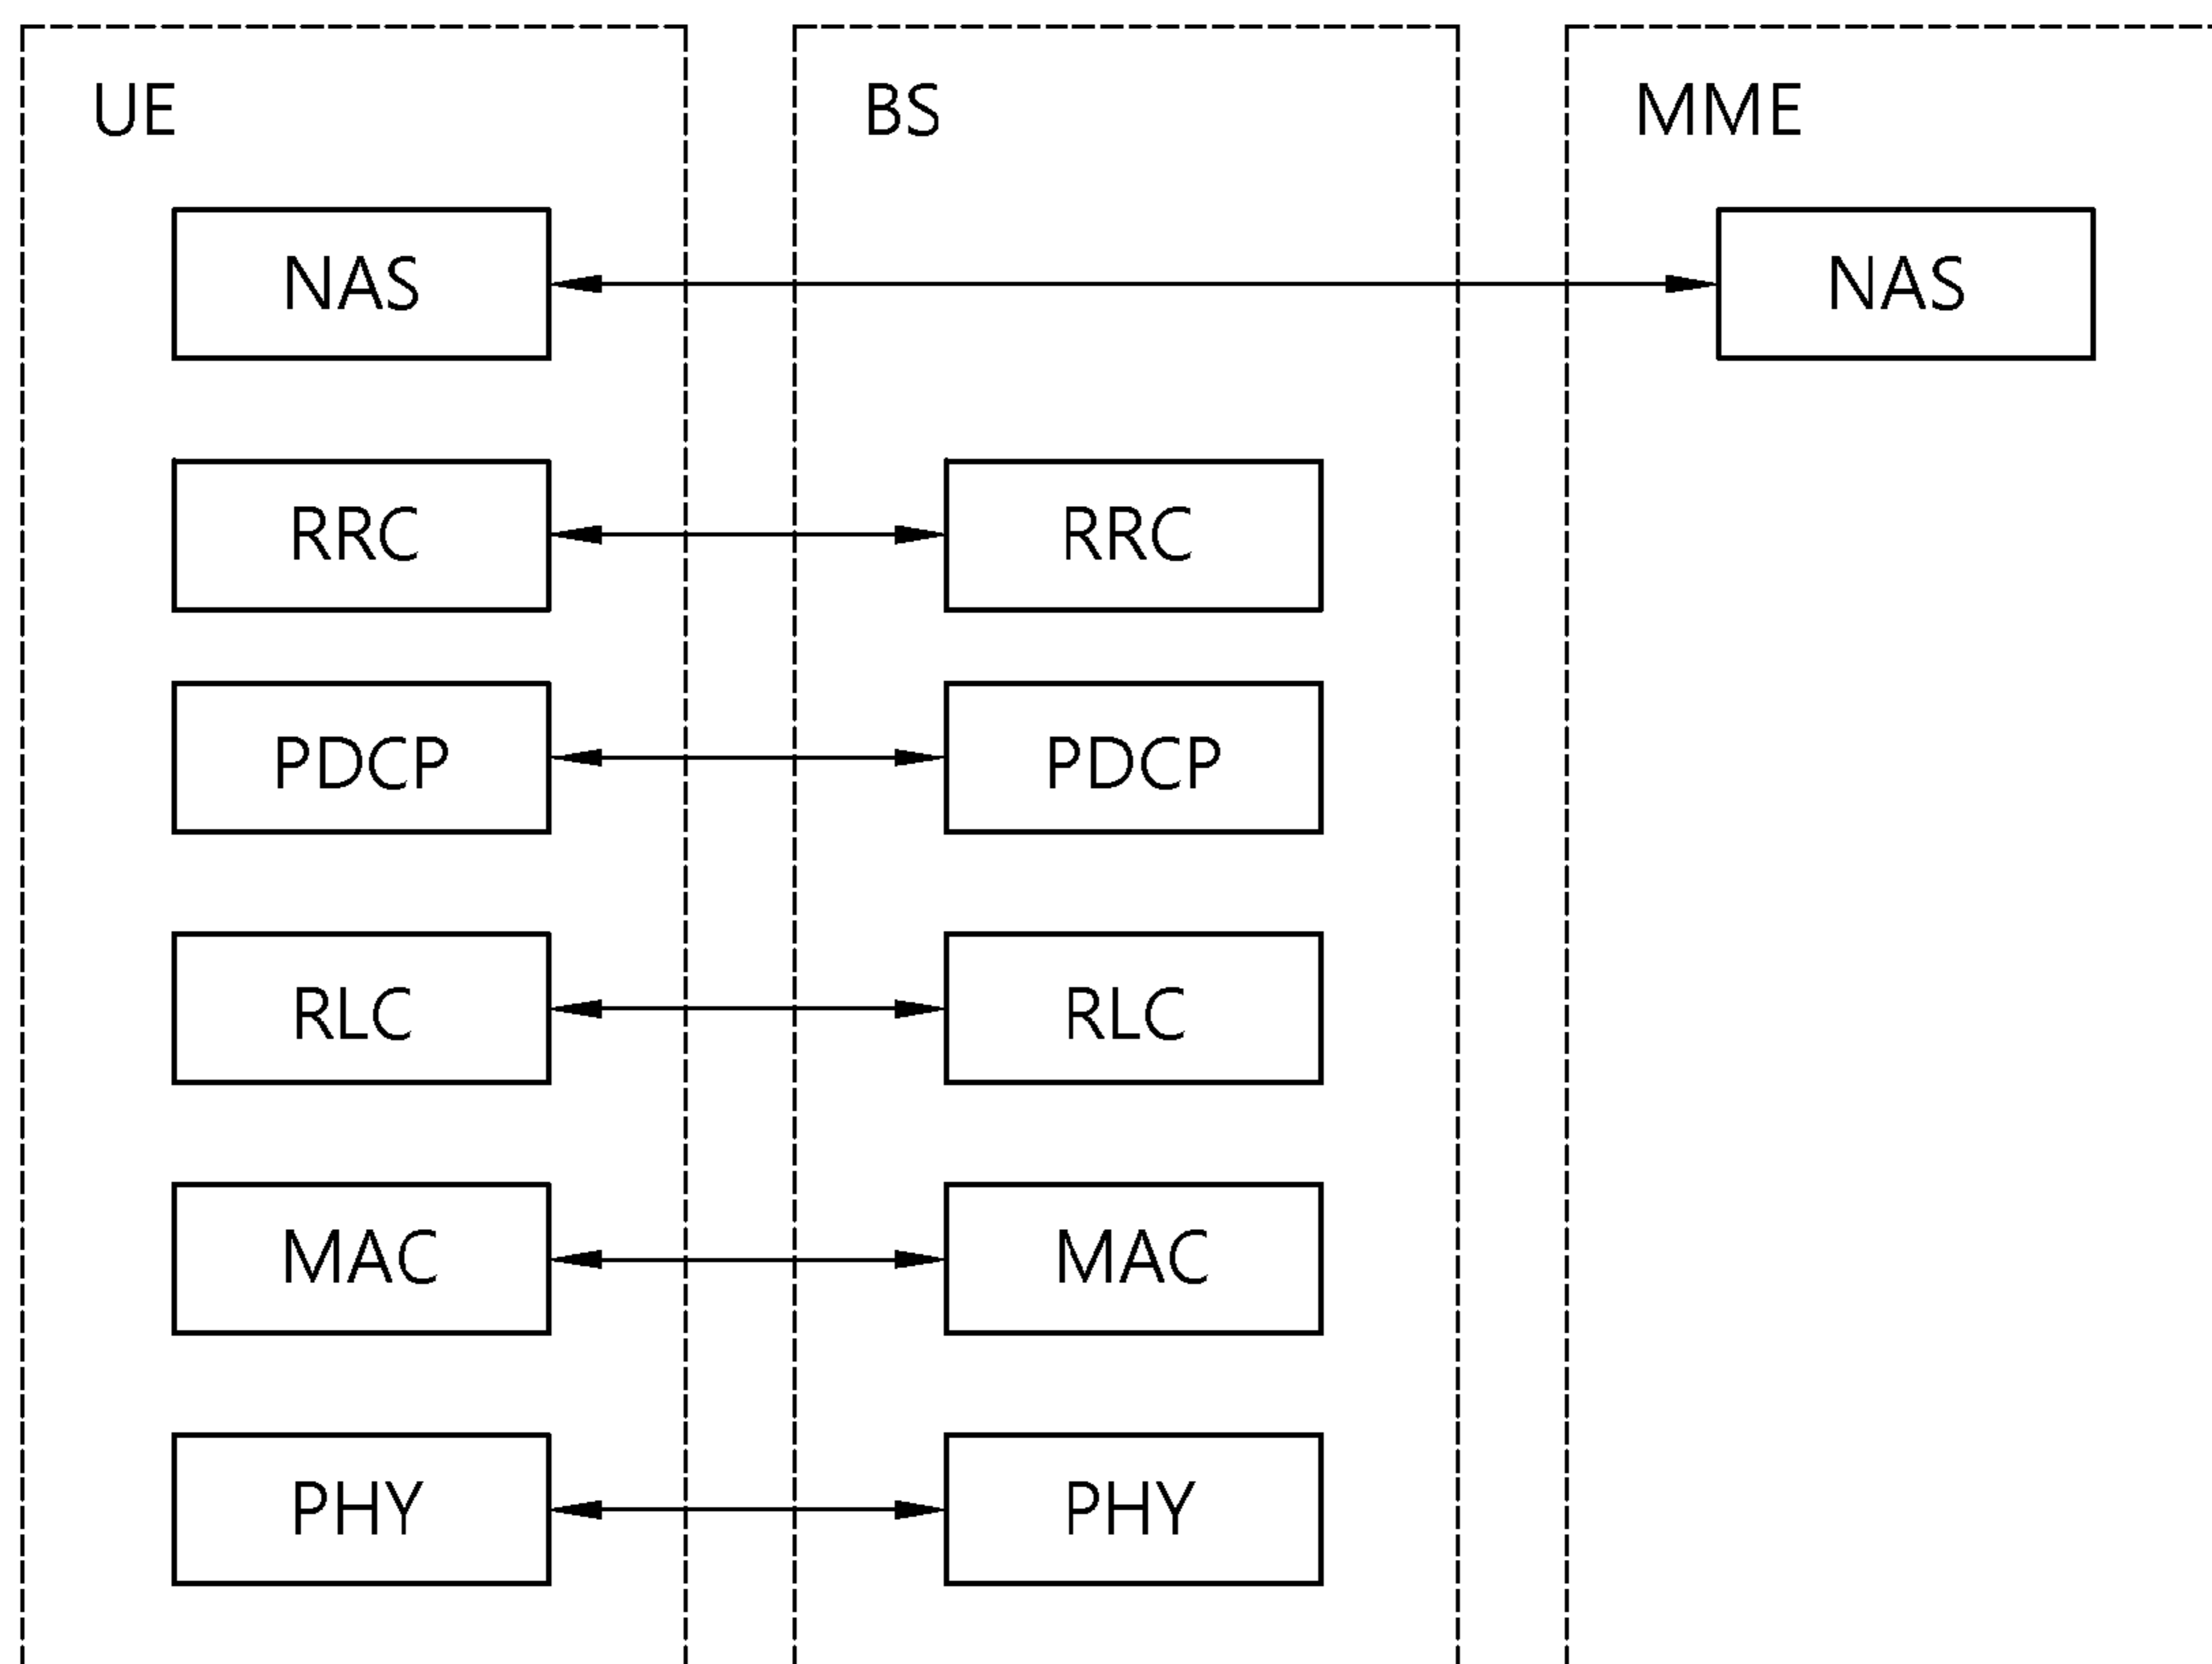 UE
BS
MME
NAS
NAS
RRC
RRC
PDCP
PDCP
RLC
RLC
MAC
MAC
PHY
PHY